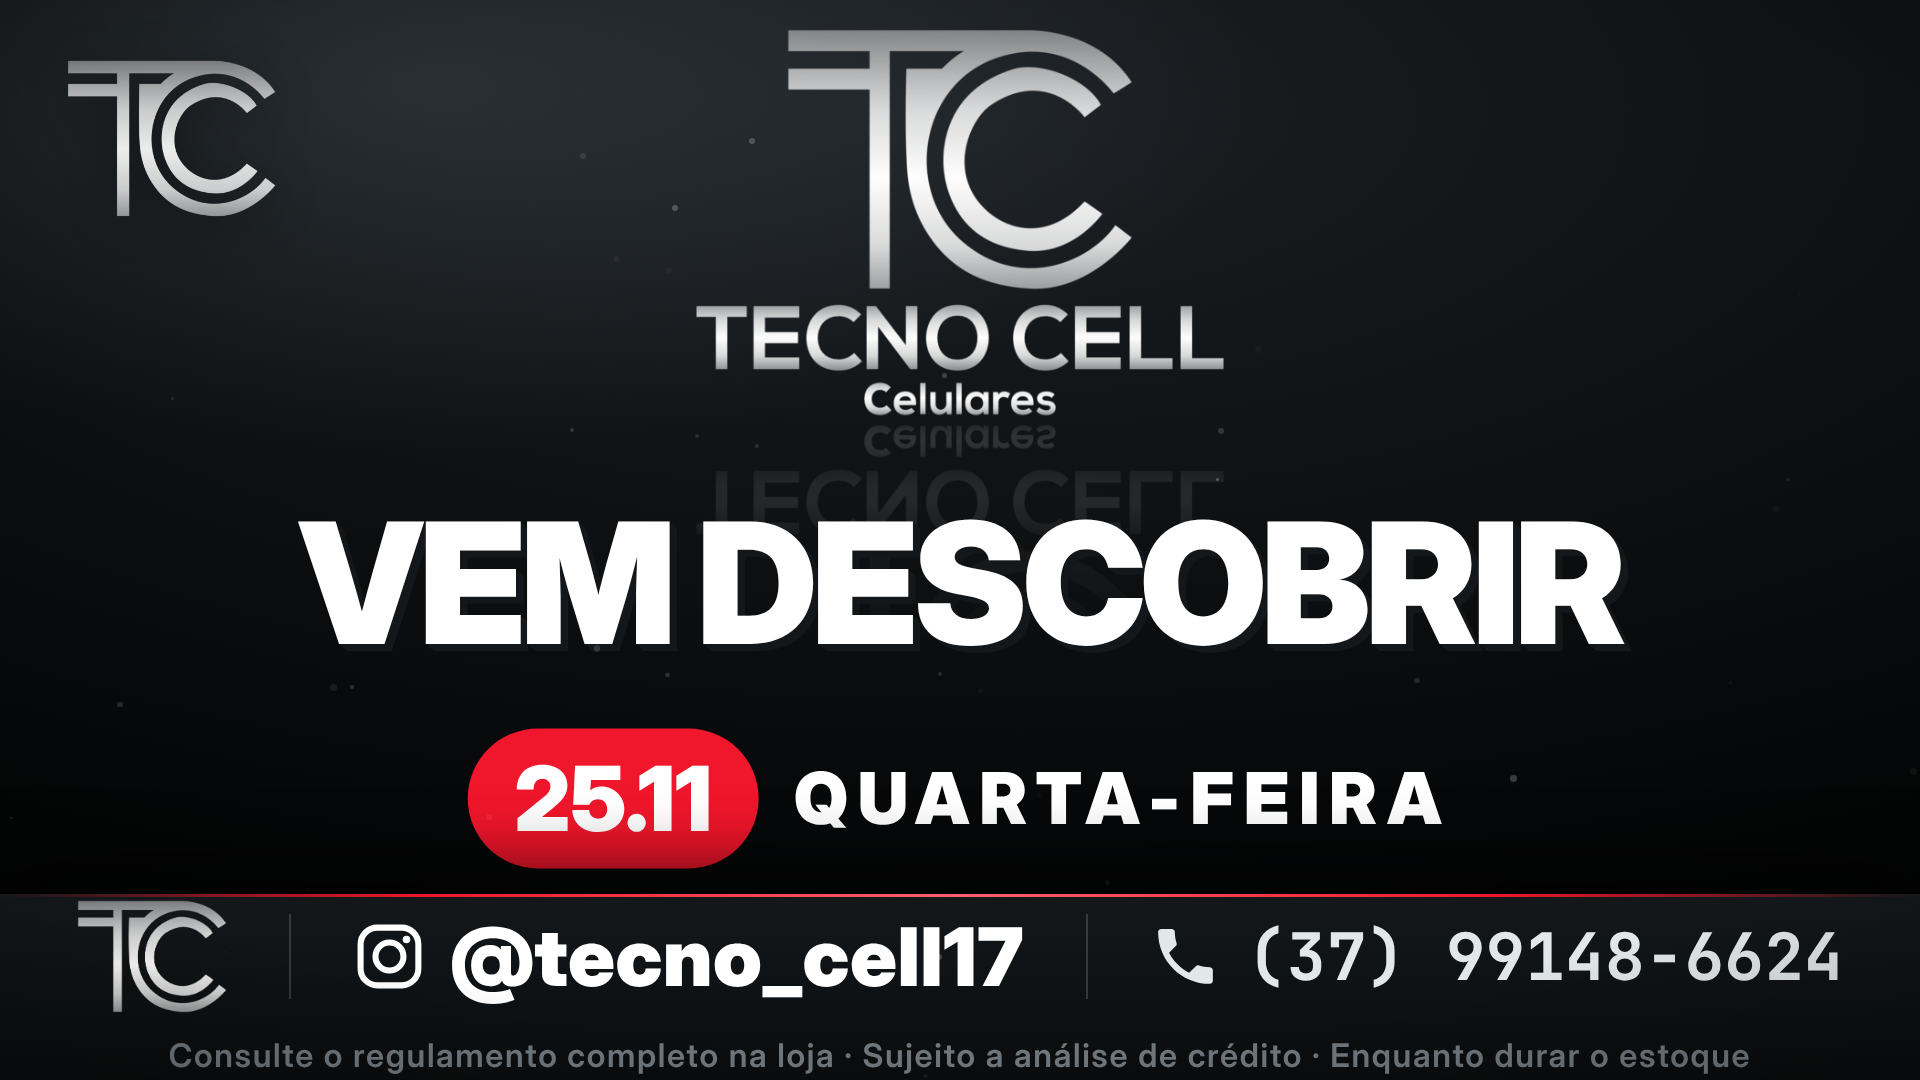 TC
TC
TECNO CELL
Celulares
VEM DESCOBRIR
25.11 QUARTA-FEIRA
TC @tecno_cell17 (37) 99148-6624
Consulte o regulamento completo na loja · Sujeito a análise de crédito · Enquanto durar o estoque